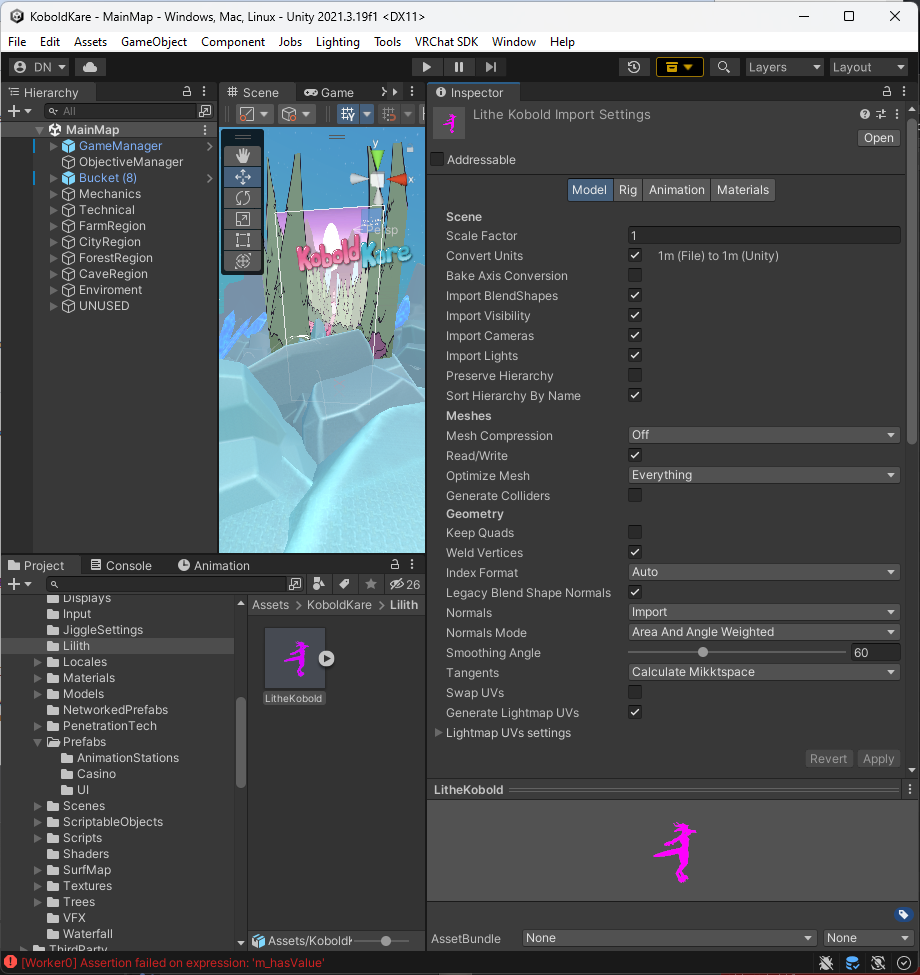 KoboldKare - MainMap - Windows, Mac, Linux - Unity 2021.3.19f1 <DX11>
File Edit Assets GameObject Component Jobs Lighting Tools VRChat SDK Window Help
DN Layers Layout
Hierarchy
All
MainMap
GameManager
ObjectiveManager
Bucket (8)
Mechanics
Technical
FarmRegion
CityRegion
ForestRegion
CaveRegion
Enviroment
UNUSED
Scene Game
y
x
Persp
KoboldKare
Inspector
Lithe Kobold Import Settings
Open
Addressable
Model Rig Animation Materials
Scene
Scale Factor 1
Convert Units 1m (File) to 1m (Unity)
Bake Axis Conversion
Import BlendShapes
Import Visibility
Import Cameras
Import Lights
Preserve Hierarchy
Sort Hierarchy By Name
Meshes
Mesh Compression Off
Read/Write
Optimize Mesh Everything
Generate Colliders
Geometry
Keep Quads
Weld Vertices
Index Format Auto
Legacy Blend Shape Normals
Normals Import
Normals Mode Area And Angle Weighted
Smoothing Angle 60
Tangents Calculate Mikktspace
Swap UVs
Generate Lightmap UVs
Lightmap UVs settings
Revert Apply
Project Console Animation
26
Displays
Input
JiggleSettings
Lilith
Locales
Materials
Models
NetworkedPrefabs
PenetrationTech
Prefabs
AnimationStations
Casino
UI
Scenes
ScriptableObjects
Scripts
Shaders
SurfMap
Textures
Trees
VFX
Waterfall
ThirdParty
Assets > KoboldKare > Lilith
LitheKobold
Assets/Kobold
LitheKobold
AssetBundle None None
[Worker0] Assertion failed on expression: 'm_hasValue'